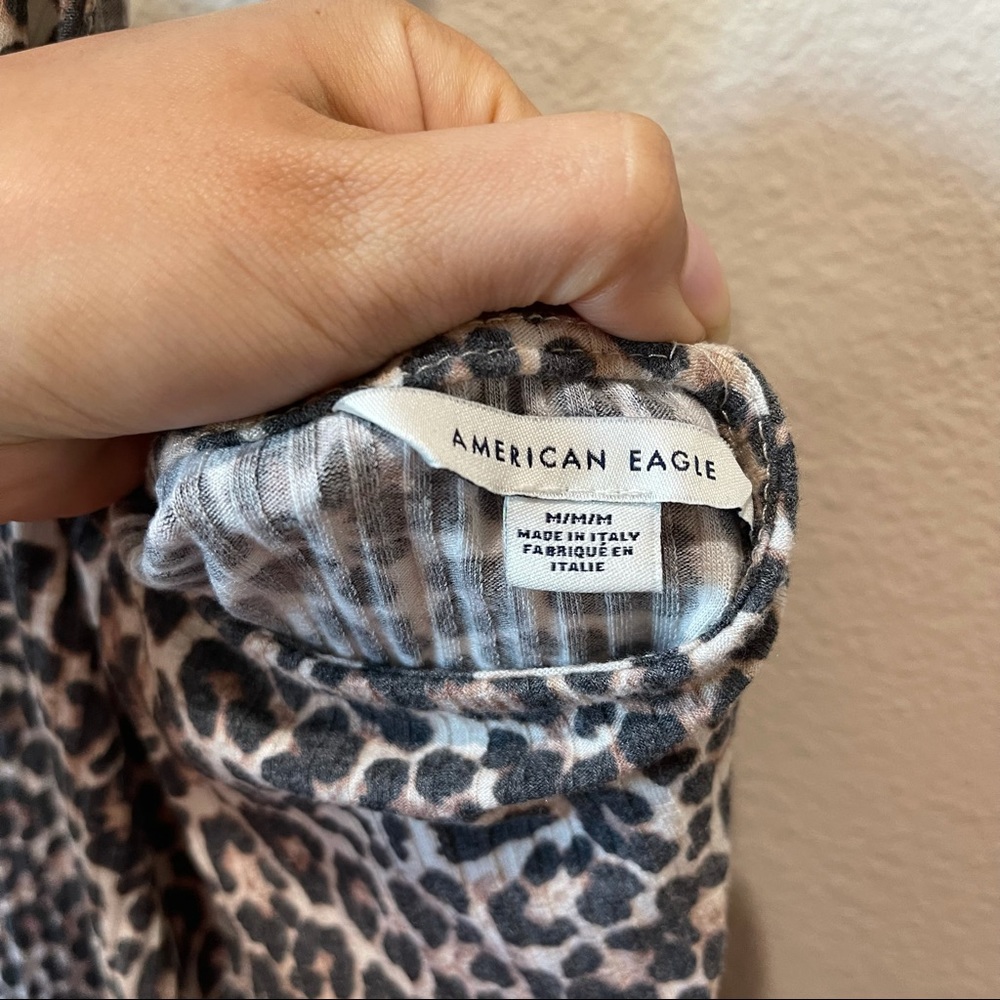 AMERICAN EAGLE
M/M/M
MADE IN ITALY
FABRIQUÉ EN
ITALIE